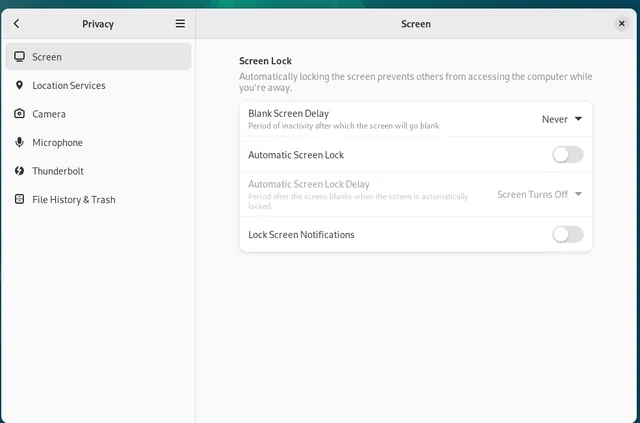 Privacy
Screen
Screen
Location Services
Camera
Microphone
Thunderbolt
File History & Trash
Screen Lock
Automatically locking the screen prevents others from accessing the computer while
you're away.
Blank Screen Delay
Period of inactivity after which the screen will go blank.
Never
Automatic Screen Lock
Automatic Screen Lock Delay
Period after the screen blanks when the screen is automatically
locked.
Screen Turns Off
Lock Screen Notifications